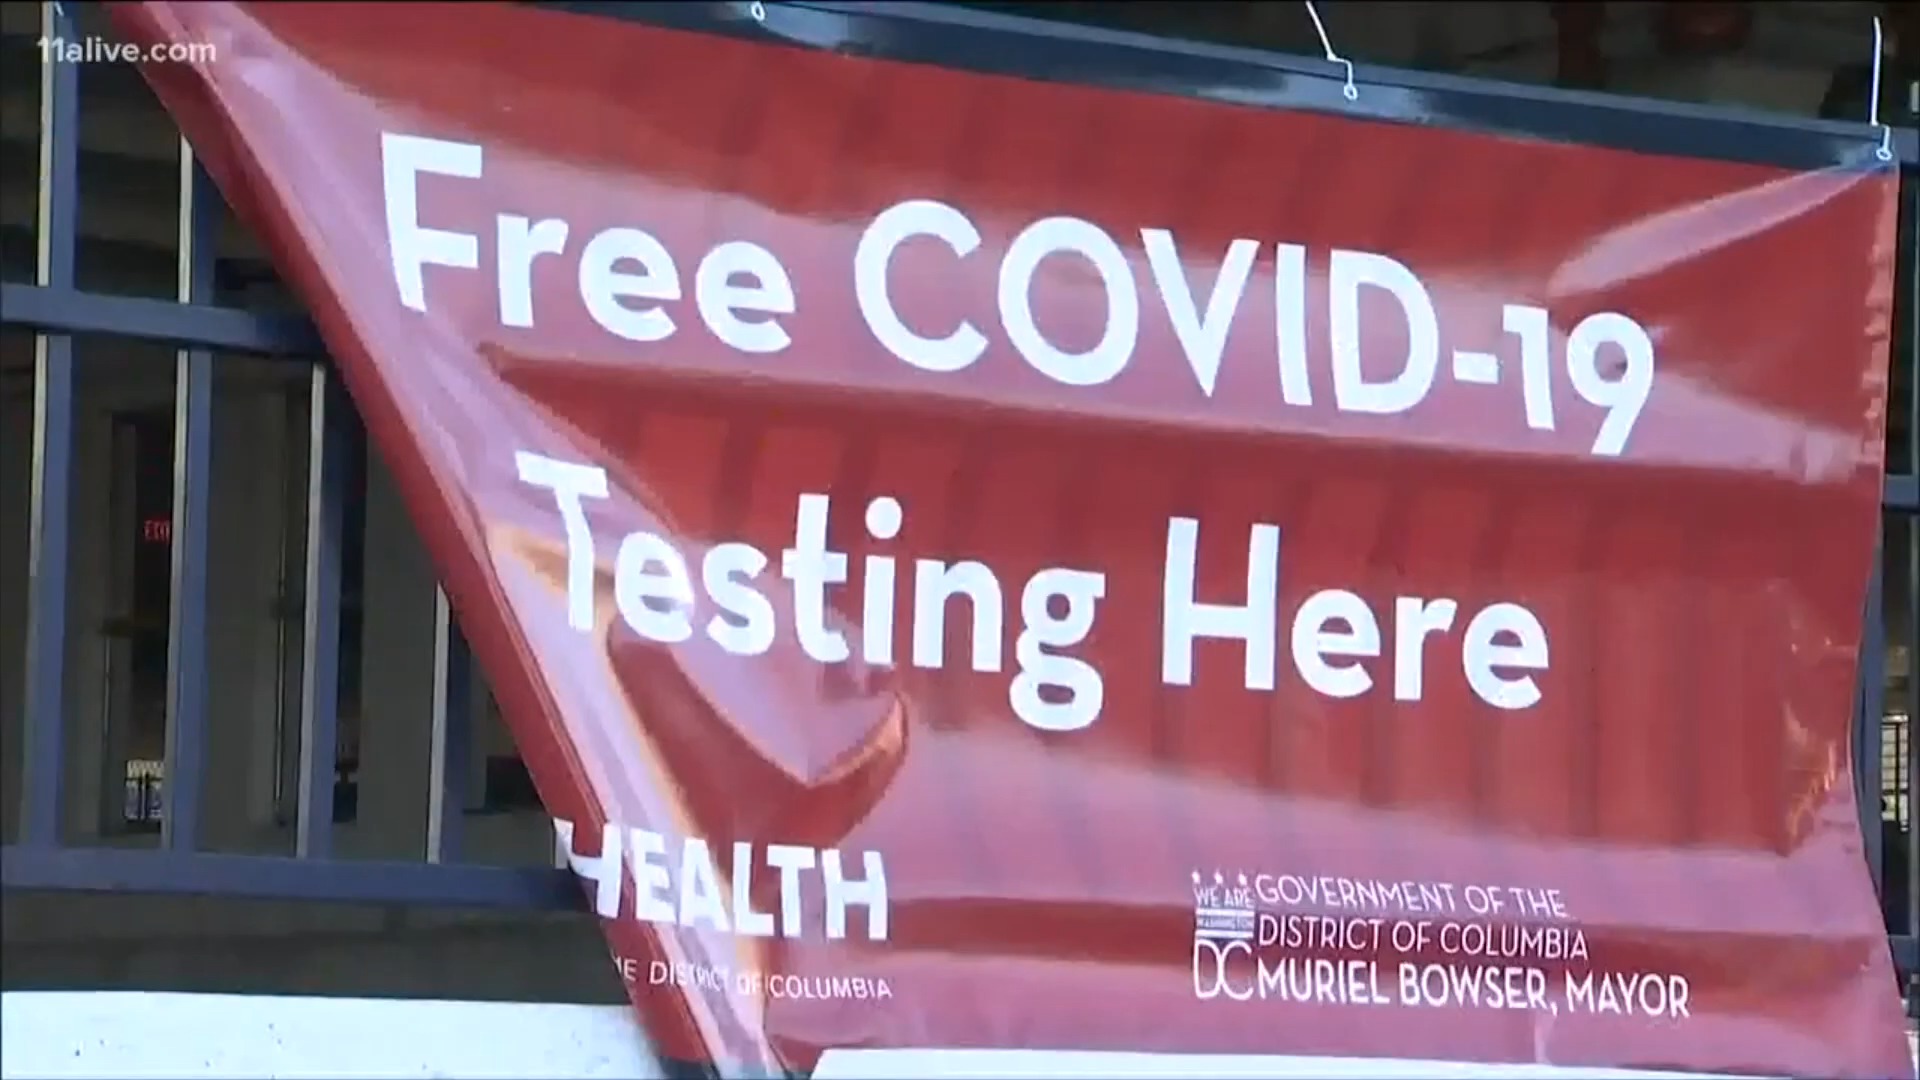 11alive.com
Free COVID-19
Testing Here
HEALTH
DISTRICT OF COLUMBIA
WE ARE
WASHINGTON
DC
GOVERNMENT OF THE
DISTRICT OF COLUMBIA
MURIEL BOWSER, MAYOR